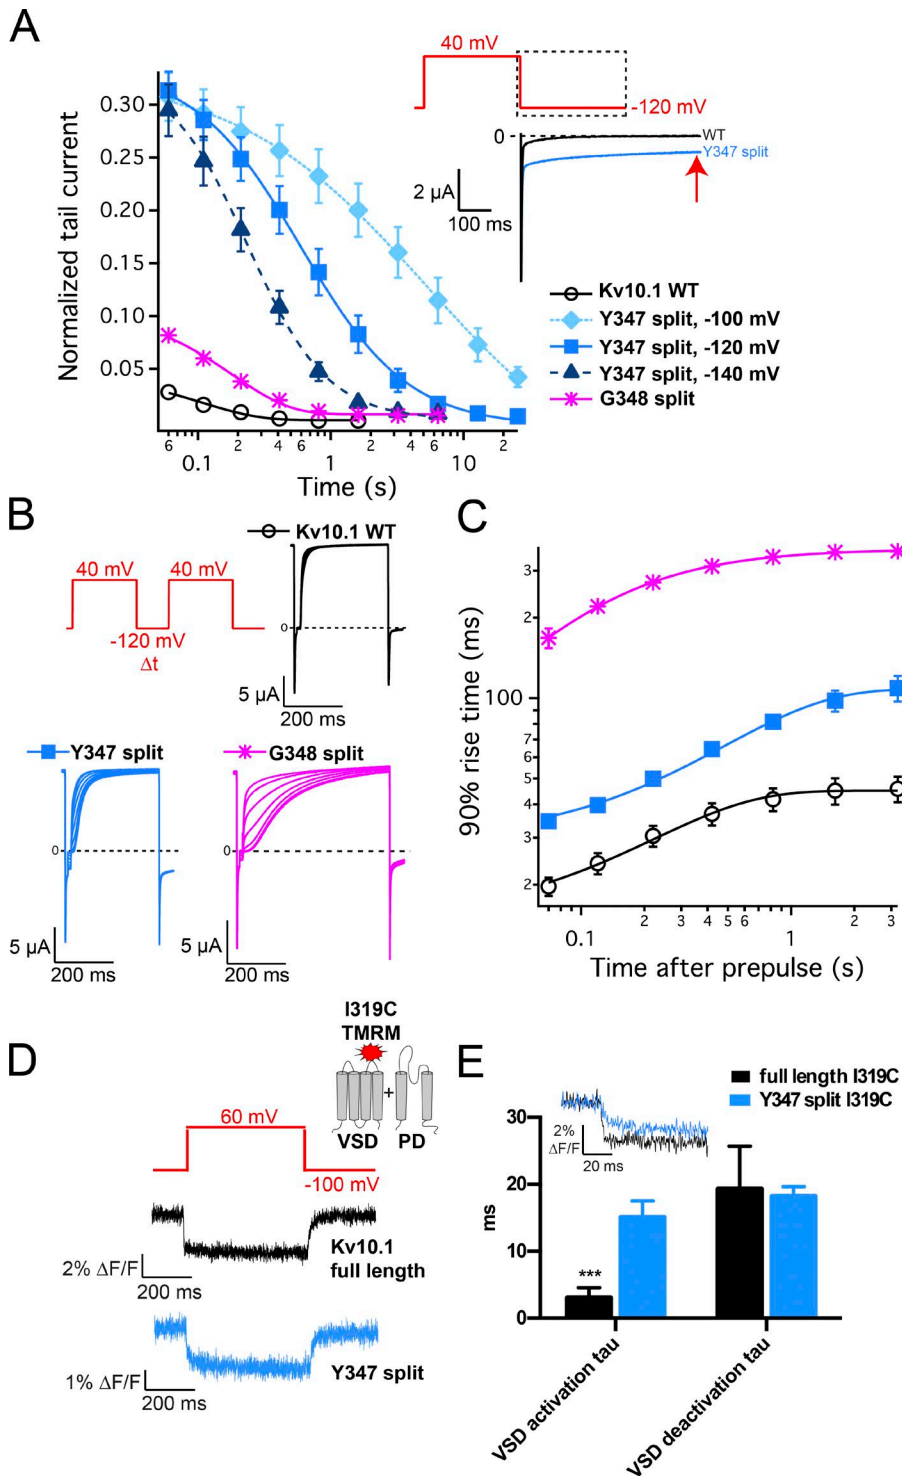 A
40 mV
-120 mV
0
WT
Y347 split
2 µA
100 ms
Normalized tail current
0.30
0.25
0.20
0.15
0.10
0.05
6 2 4 6 2 4 6 2
0.1 1 10
Time (s)
Kv10.1 WT
Y347 split, -100 mV
Y347 split, -120 mV
Y347 split, -140 mV
G348 split
B
40 mV 40 mV
-120 mV
Δt
Kv10.1 WT
0
5 µA
200 ms
Y347 split
0
5 µA
200 ms
G348 split
0
5 µA
200 ms
C
90% rise time (ms)
3
2
100
7
6
5
4
3
2
2 3 4 5 6 2 3
0.1 1
Time after prepulse (s)
D
I319C
TMRM
+
VSD PD
60 mV
-100 mV
Kv10.1
full length
2% ΔF/F
200 ms
Y347 split
1% ΔF/F
200 ms
E
full length I319C
Y347 split I319C
2%
ΔF/F
20 ms
ms
30
20
10
0
***
VSD activation tau
VSD deactivation tau